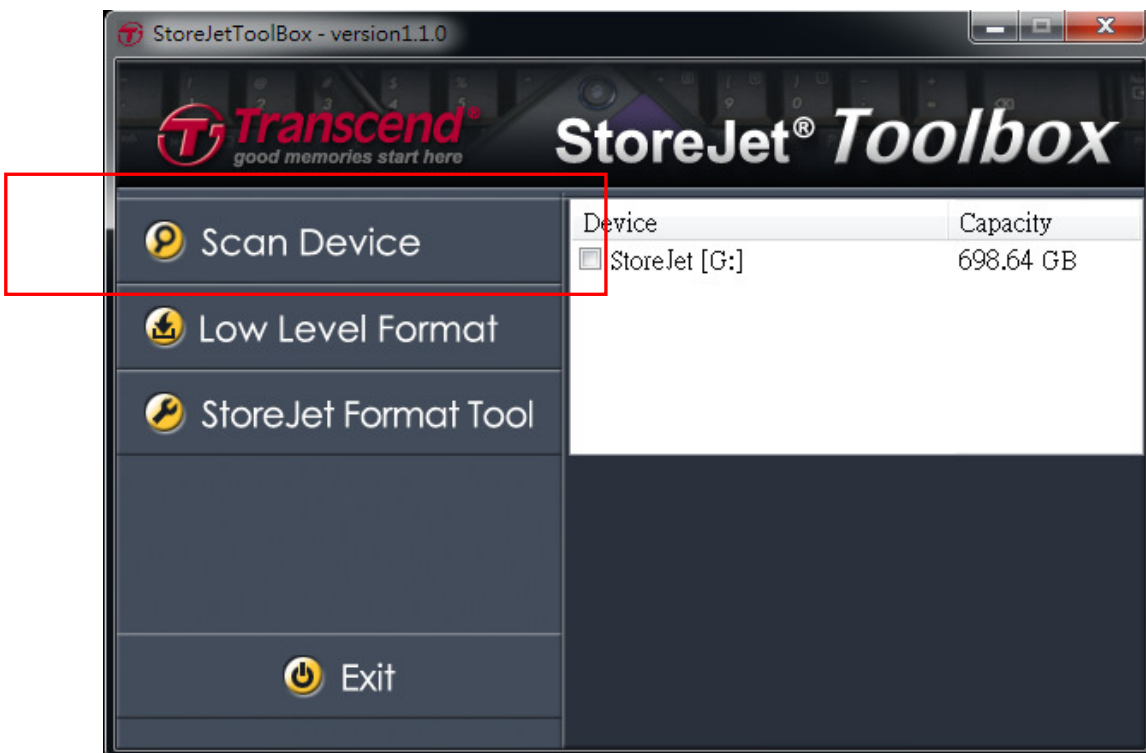 StoreJetToolBox - version1.1.0
Transcend®
good memories start here
StoreJet® Toolbox
Scan Device
Low Level Format
StoreJet Format Tool
Exit
Device Capacity
StoreJet [G:] 698.64 GB